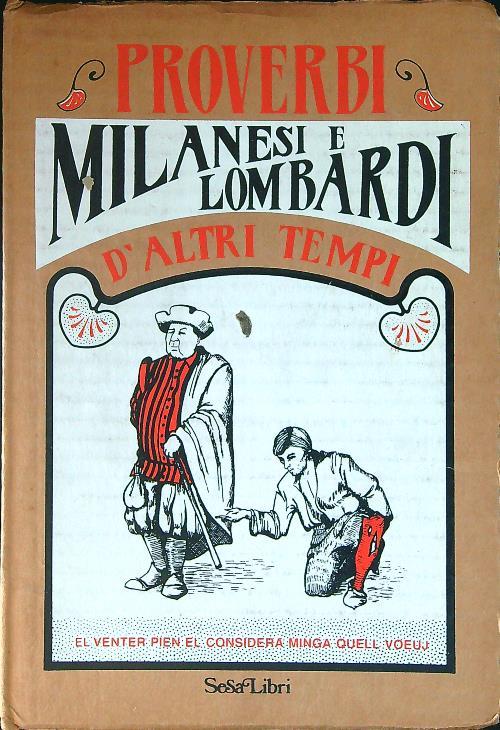 PROVERBI
MILANESI E
LOMBARDI
D'ALTRI TEMPI
EL VENTER PIEN EL CONSIDERA MINGA QUELL VOEUJ
SeSa Libri